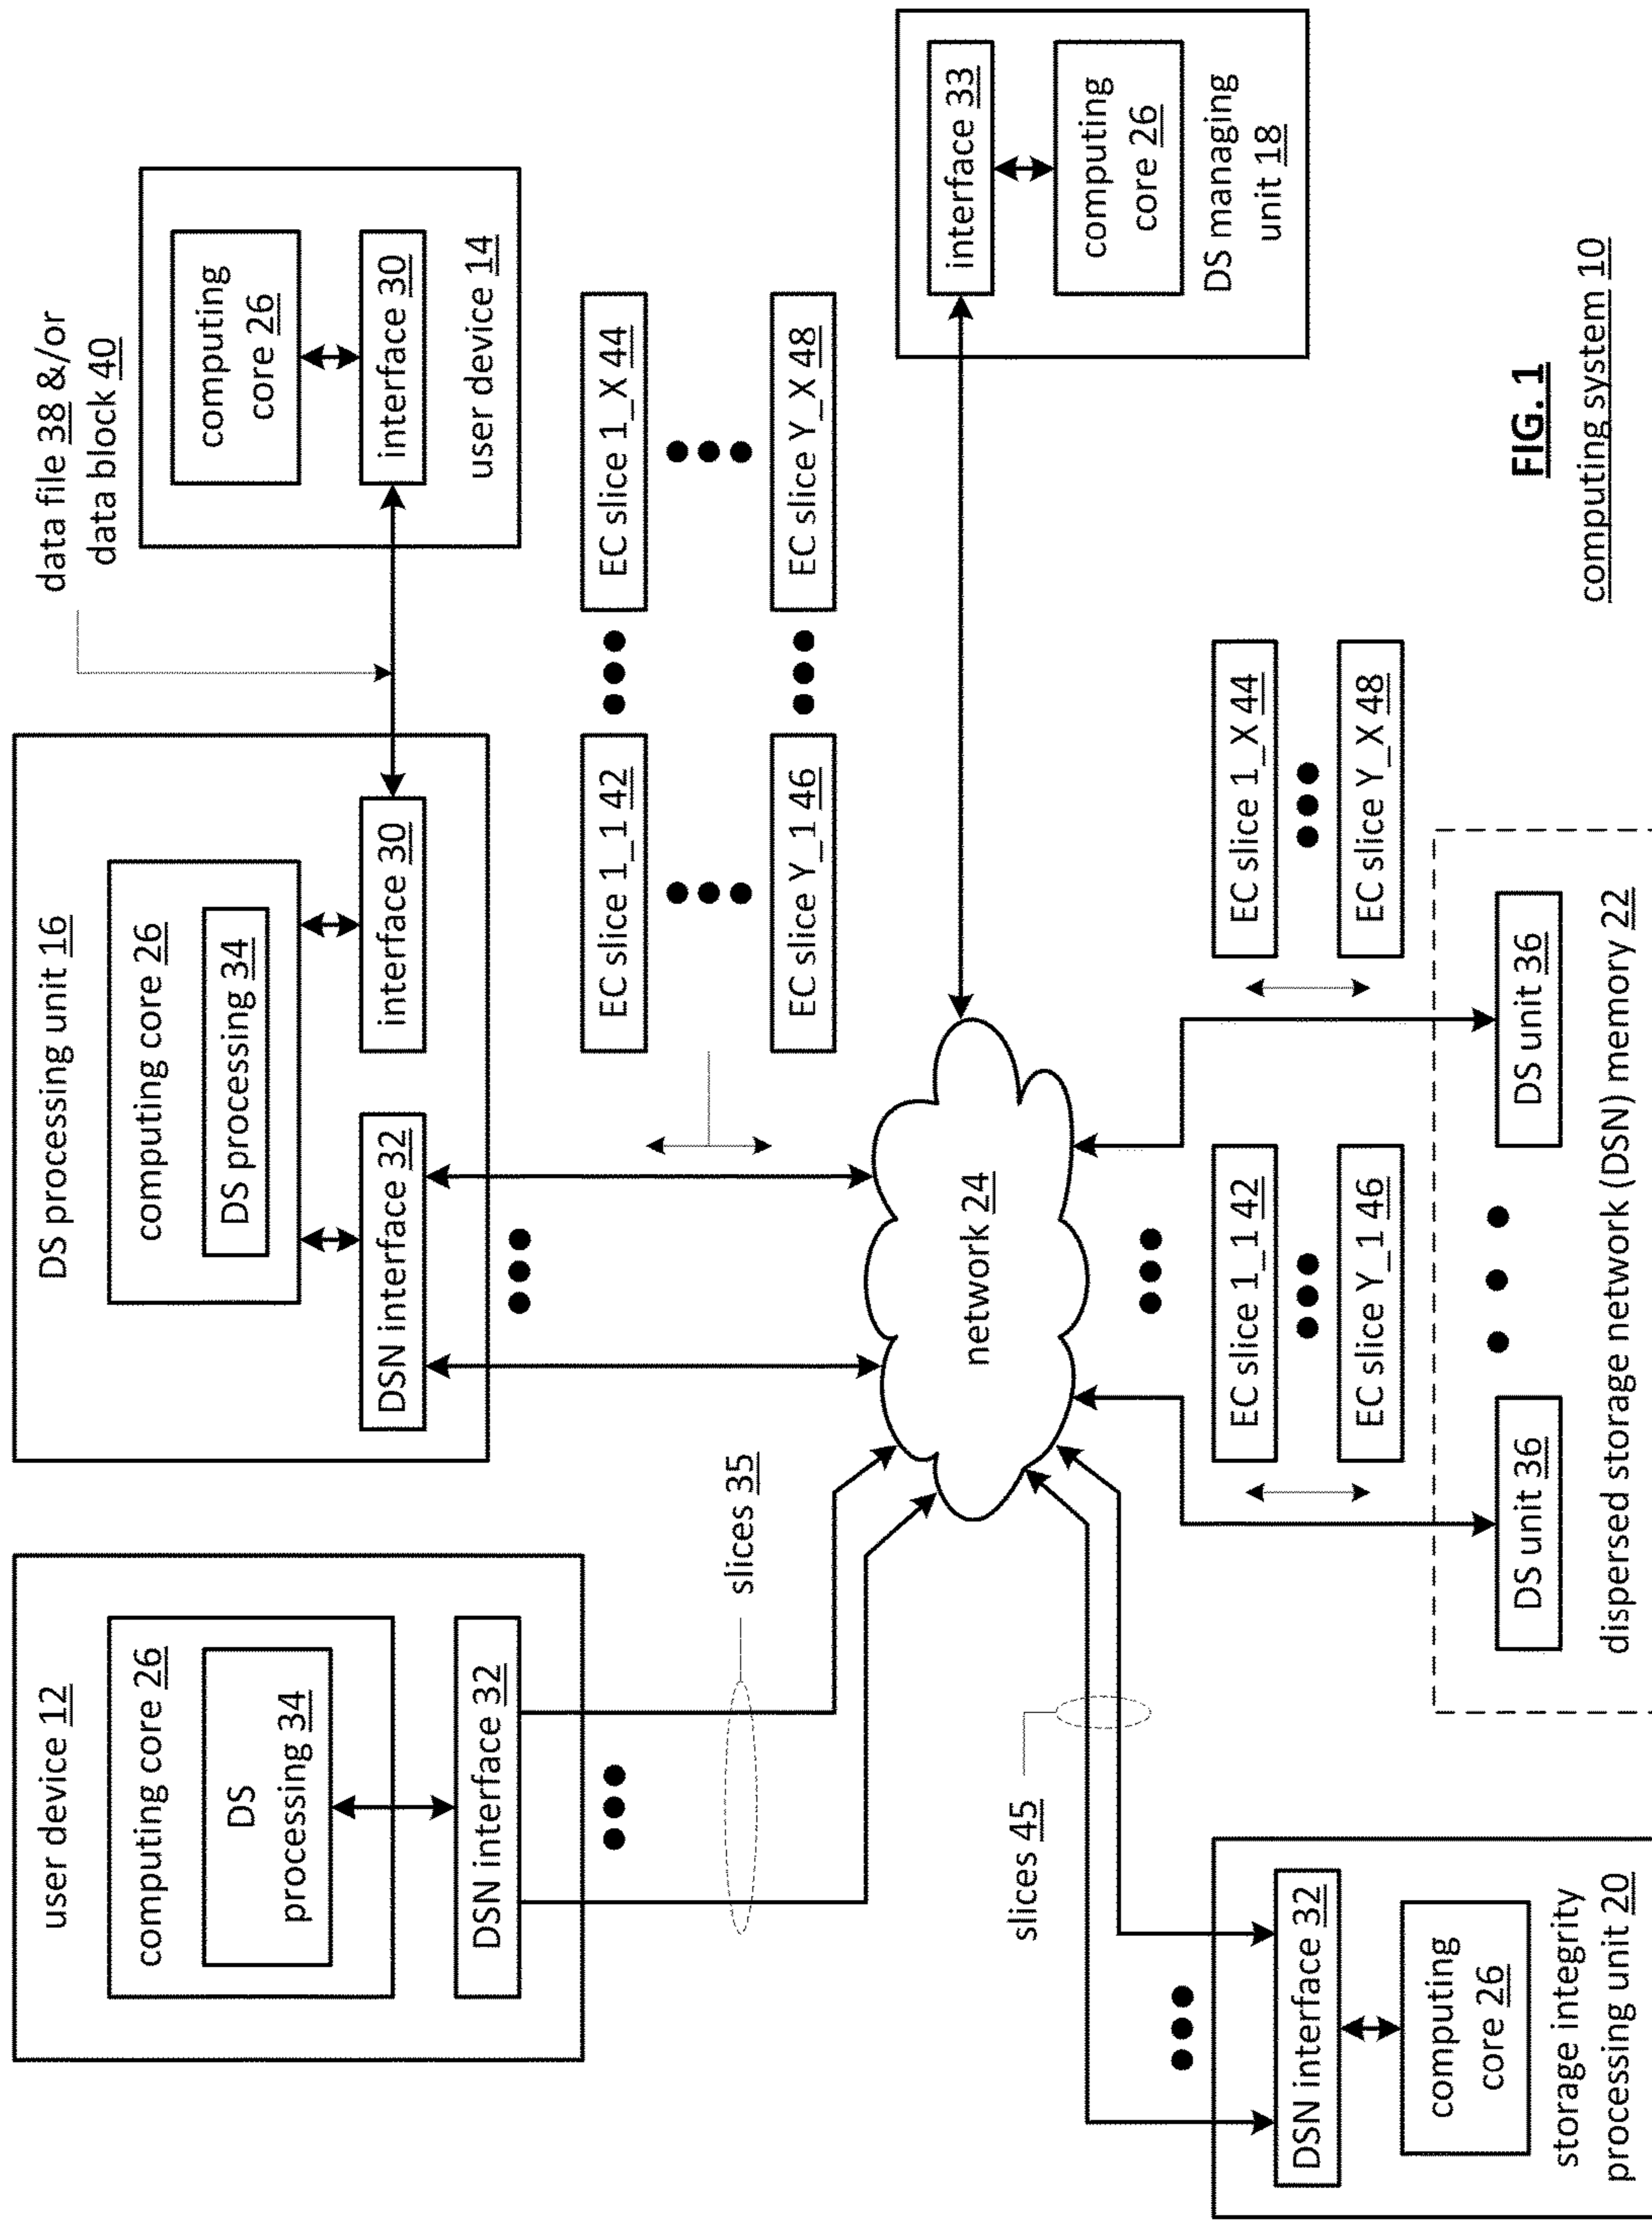 user device 12
computing core 26
DS
processing 34
DSN interface 32
slices 35
DS processing unit 16
computing core 26
DS processing 34
DSN interface 32
interface 30
data file 38 &/or
data block 40
computing
core 26
interface 30
user device 14
EC slice 1_1 42
EC slice 1_X 44
EC slice Y_1 46
EC slice Y_X 48
network 24
interface 33
computing
core 26
DS managing
unit 18
slices 45
DSN interface 32
computing
core 26
storage integrity
processing unit 20
EC slice 1_1 42
EC slice Y_1 46
EC slice 1_X 44
EC slice Y_X 48
DS unit 36
DS unit 36
dispersed storage network (DSN) memory 22
FIG. 1
computing system 10